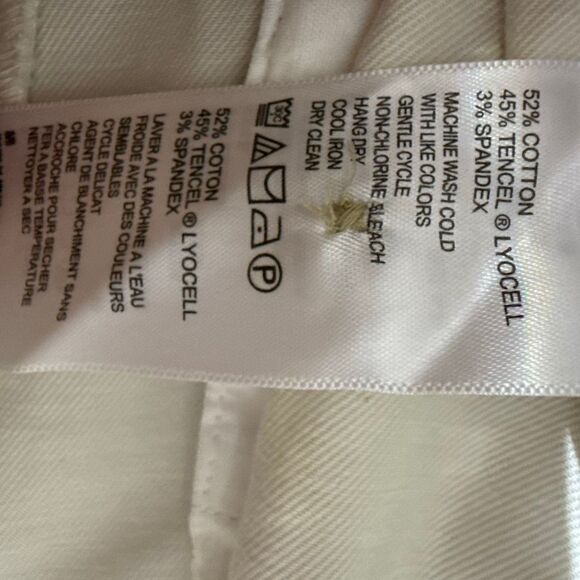 52% COTTON
45% TENCEL ® LYOCELL
3% SPANDEX
MACHINE WASH COLD
WITH LIKE COLORS
GENTLE CYCLE
NON-CHLORINE BLEACH
HANG DRY
COOL IRON
DRY CLEAN
P
52% COTON
45% TENCEL ® LYOCELL
3% SPANDEX
LAVER A LA MACHINE A L'EAU
FROIDE AVEC DES COULEURS
SEMBLABLES
CYCLE DELICAT
AGENT DE BLANCHIMENT SANS
CHLORE
ACCROCHE POUR SECHER
FER A BASSE TEMPERATURE
NETTOYER A SEC